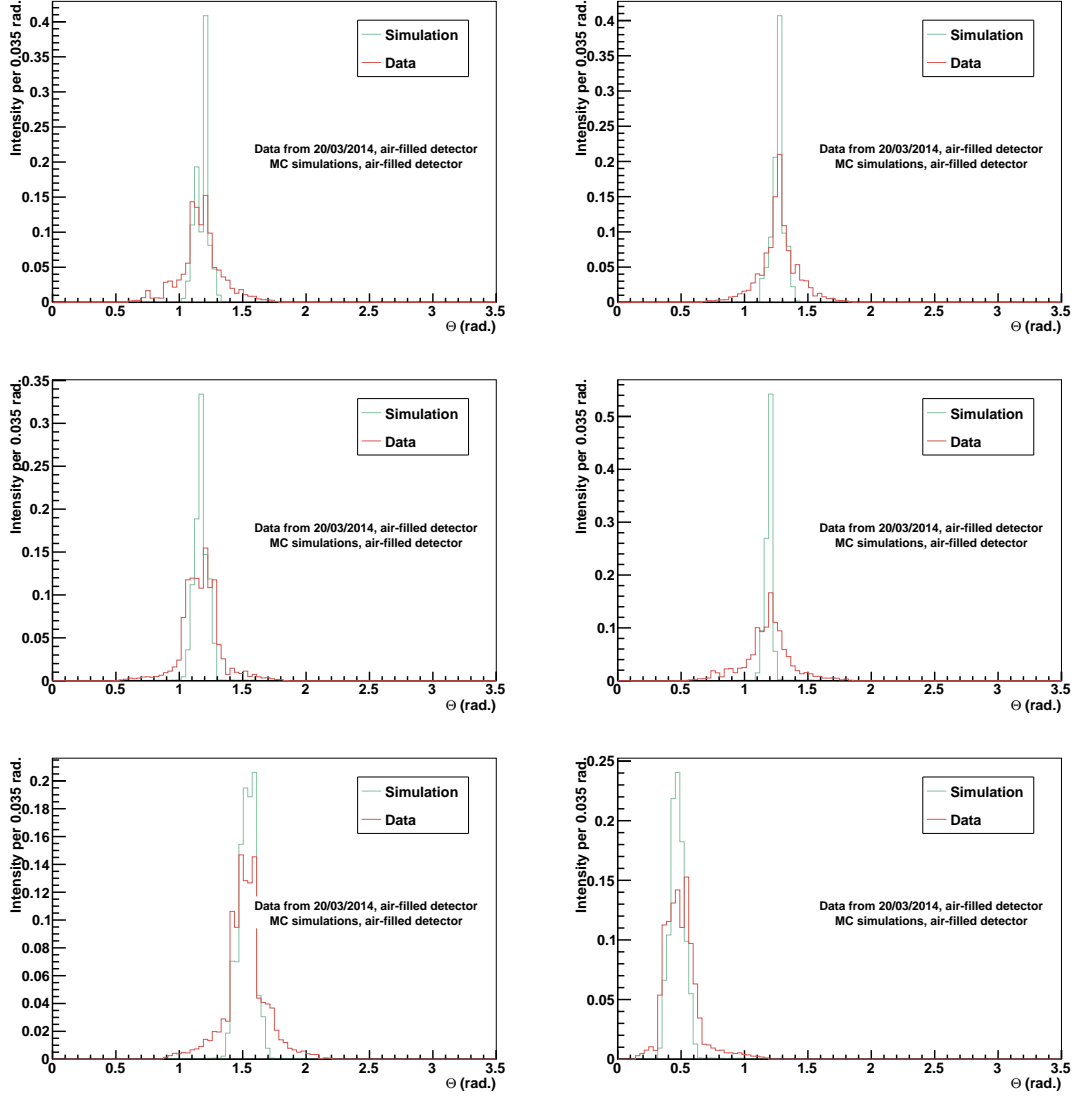 Intensity per 0.035 rad.
0.4
0.35
0.3
0.25
0.2
0.15
0.1
0.05
0
Simulation
Data
Data from 20/03/2014, air-filled detector
MC simulations, air-filled detector
0 0.5 1 1.5 2 2.5 3 3.5
Θ (rad.)
Intensity per 0.035 rad.
0.4
0.35
0.3
0.25
0.2
0.15
0.1
0.05
0
Simulation
Data
Data from 20/03/2014, air-filled detector
MC simulations, air-filled detector
0 0.5 1 1.5 2 2.5 3 3.5
Θ (rad.)
Intensity per 0.035 rad.
0.35
0.3
0.25
0.2
0.15
0.1
0.05
0
Simulation
Data
Data from 20/03/2014, air-filled detector
MC simulations, air-filled detector
0 0.5 1 1.5 2 2.5 3 3.5
Θ (rad.)
Intensity per 0.035 rad.
0.5
0.4
0.3
0.2
0.1
0
Simulation
Data
Data from 20/03/2014, air-filled detector
MC simulations, air-filled detector
0 0.5 1 1.5 2 2.5 3 3.5
Θ (rad.)
Intensity per 0.035 rad.
0.2
0.18
0.16
0.14
0.12
0.1
0.08
0.06
0.04
0.02
0
Simulation
Data
Data from 20/03/2014, air-filled detector
MC simulations, air-filled detector
0 0.5 1 1.5 2 2.5 3 3.5
Θ (rad.)
Intensity per 0.035 rad.
0.25
0.2
0.15
0.1
0.05
0
Simulation
Data
Data from 20/03/2014, air-filled detector
MC simulations, air-filled detector
0 0.5 1 1.5 2 2.5 3 3.5
Θ (rad.)